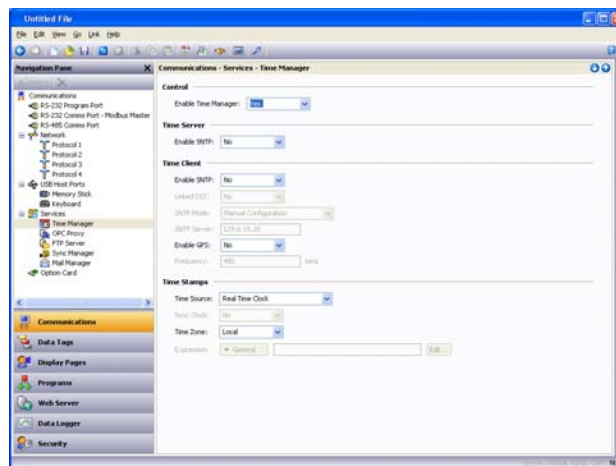 Untitled File
File Edit View Go Link Help
Navigation Pane
Communications - Services - Time Manager
Communications
RS-232 Program Port
RS-232 Comms Port - Modbus Master
RS-485 Comms Port
Network
Protocol 1
Protocol 2
Protocol 3
Protocol 4
USB Host Ports
Memory Stick
Keyboard
Services
Time Manager
OPC Proxy
FTP Server
Sync Manager
Mail Manager
Option Card
Communications
Data Tags
Display Pages
Programs
Web Server
Data Logger
Security
Control
Enable Time Manager: Yes
Time Server
Enable SNTP: No
Time Client
Enable SNTP: No
Linked DST: No
SNTP Mode: Manual Configuration
SNTP Server:
Enable GPS: No
Frequency: mins
Time Stamps
Time Source: Real Time Clock
Sync Clock: No
Time Zone: Local
Expression: General Edit...